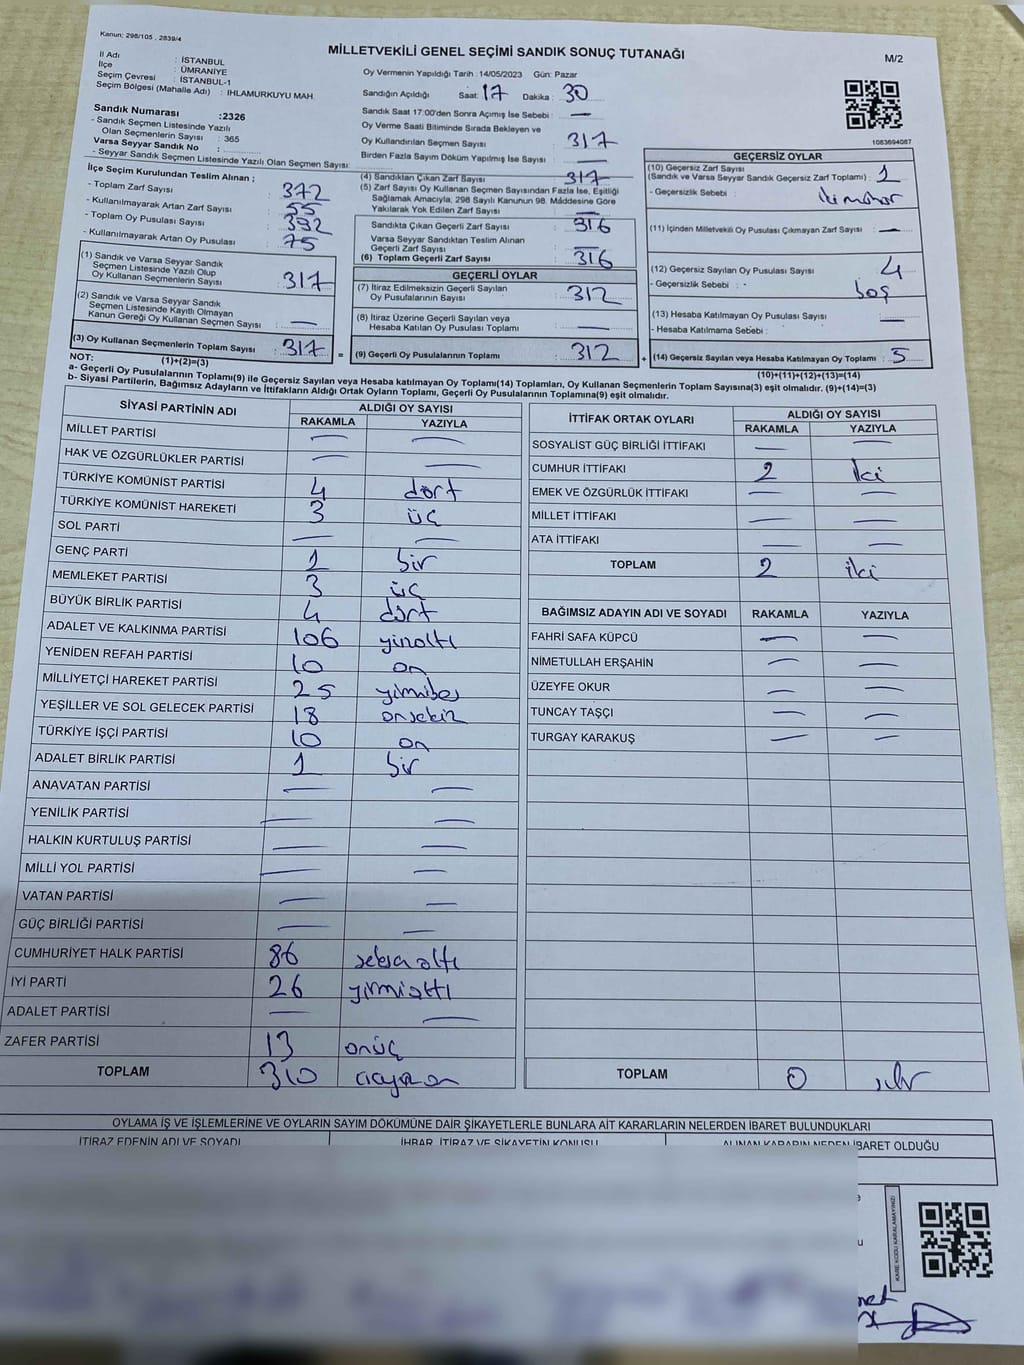 Kanun: 298/105 . 2839/4
MİLLETVEKİLİ GENEL SEÇİMİ SANDIK SONUÇ TUTANAĞI
M/2
İl Adı : İSTANBUL
İlçe : ÜMRANİYE
Seçim Çevresi : İSTANBUL-1
Seçim Bölgesi (Mahalle Adı) : IHLAMURKUYU MAH.
Sandık Numarası :2326
- Sandık Seçmen Listesinde Yazılı
Olan Seçmenlerin Sayısı : 365
Varsa Seyyar Sandık No :
- Seyyar Sandık Seçmen Listesinde Yazılı Olan Seçmen Sayısı:
İlçe Seçim Kurulundan Teslim Alınan ;
- Toplam Zarf Sayısı : 372
- Kullanılmayarak Artan Zarf Sayısı : 55
- Toplam Oy Pusulası Sayısı : 392
- Kullanılmayarak Artan Oy Pusulası : 75
(1) Sandık ve Varsa Seyyar Sandık
Seçmen Listesinde Yazılı Olup
Oy Kullanan Seçmenlerin Sayısı : 317
(2) Sandık ve Varsa Seyyar Sandık
Seçmen Listesinde Kayıtlı Olmayan
Kanun Gereği Oy Kullanan Seçmen Sayısı : —
(3) Oy Kullanan Seçmenlerin Toplam Sayısı : 317
(1)+(2)=(3)
Oy Vermenin Yapıldığı Tarih : 14/05/2023 Gün: Pazar
Sandığın Açıldığı Saat: 17 Dakika : 30
Sandık Saat 17:00'den Sonra Açımış İse Sebebi : —
Oy Verme Saati Bitiminde Sırada Bekleyen ve
Oy Kullandırılan Seçmen Sayısı : 317
Birden Fazla Sayım Döküm Yapılmış İse Sayısı : —
(4) Sandıktan Çıkan Zarf Sayısı : 317
(5) Zarf Sayısı Oy Kullanan Seçmen Sayısından Fazla İse, Eşitliği
Sağlamak Amacıyla, 298 Sayılı Kanunun 98. Maddesine Göre
Yakılarak Yok Edilen Zarf Sayısı : —
Sandıkta Çıkan Geçerli Zarf Sayısı : 316
Varsa Seyyar Sandıktan Teslim Alınan
Geçerli Zarf Sayısı : —
(6) Toplam Geçerli Zarf Sayısı : 316
GEÇERLİ OYLAR
(7) İtiraz Edilmeksizin Geçerli Sayılan
Oy Pusulalarının Sayısı : 312
(8) İtiraz Üzerine Geçerli Sayılan veya
Hesaba Katılan Oy Pusulası Toplamı : —
= (9) Geçerli Oy Pusulalarının Toplamı : 312
1083694087
GEÇERSİZ OYLAR
(10) Geçersiz Zarf Sayısı
(Sandık ve Varsa Seyyar Sandık Geçersiz Zarf Toplamı) : 1
- Geçersizlik Sebebi :
(11) İçinden Milletvekili Oy Pusulası Çıkmayan Zarf Sayısı : —
(12) Geçersiz Sayılan Oy Pusulası Sayısı : 4
- Geçersizlik Sebebi : boş
(13) Hesaba Katılmayan Oy Pusulası Sayısı : —
- Hesaba Katılmama Sebebi :
+ (14) Geçersiz Sayılan veya Hesaba Katılmayan Oy Toplamı : 5
(10)+(11)+(12)+(13)=(14)
NOT:
a- Geçerli Oy Pusulalarının Toplamı(9) ile Geçersiz Sayılan veya Hesaba katılmayan Oy Toplamı(14) Toplamları, Oy Kullanan Seçmenlerin Toplam Sayısına(3) eşit olmalıdır. (9)+(14)=(3)
b- Siyasi Partilerin, Bağımsız Adayların ve İttifakların Aldığı Ortak Oyların Toplamı, Geçerli Oy Pusulalarının Toplamına(9) eşit olmalıdır.
SİYASİ PARTİNİN ADI ALDIĞI OY SAYISI
RAKAMLA YAZIYLA
MİLLET PARTİSİ — —
HAK VE ÖZGÜRLÜKLER PARTİSİ — —
TÜRKİYE KOMÜNİST PARTİSİ 4 dört
TÜRKİYE KOMÜNİST HAREKETİ 3 üç
SOL PARTİ — —
GENÇ PARTİ 1 bir
MEMLEKET PARTİSİ 3 üç
BÜYÜK BİRLİK PARTİSİ 4 dört
ADALET VE KALKINMA PARTİSİ 106 yüzaltı
YENİDEN REFAH PARTİSİ 10 on
MİLLİYETÇİ HAREKET PARTİSİ 25 yirmibeş
YEŞİLLER VE SOL GELECEK PARTİSİ 18 onsekiz
TÜRKİYE İŞÇİ PARTİSİ 10 on
ADALET BİRLİK PARTİSİ 1 bir
ANAVATAN PARTİSİ — —
YENİLİK PARTİSİ — —
HALKIN KURTULUŞ PARTİSİ — —
MİLLİ YOL PARTİSİ — —
VATAN PARTİSİ — —
GÜÇ BİRLİĞİ PARTİSİ — —
CUMHURİYET HALK PARTİSİ 86 seksen altı
İYİ PARTİ 26 yirmialtı
ADALET PARTİSİ — —
ZAFER PARTİSİ 13 onüç
TOPLAM 310
İTTİFAK ORTAK OYLARI ALDIĞI OY SAYISI
RAKAMLA YAZIYLA
SOSYALİST GÜÇ BİRLİĞİ İTTİFAKI — —
CUMHUR İTTİFAKI 2 iki
EMEK VE ÖZGÜRLÜK İTTİFAKI — —
MİLLET İTTİFAKI — —
ATA İTTİFAKI — —
TOPLAM 2 iki
BAĞIMSIZ ADAYIN ADI VE SOYADI RAKAMLA YAZIYLA
FAHRİ SAFA KÜPCÜ — —
NİMETULLAH ERŞAHİN — —
ÜZEYFE OKUR — —
TUNCAY TAŞÇI — —
TURGAY KARAKUŞ — —
TOPLAM 0 sıfır
OYLAMA İŞ VE İŞLEMLERİNE VE OYLARIN SAYIM DÖKÜMÜNE DAİR ŞİKAYETLERLE BUNLARA AİT KARARLARIN NELERDEN İBARET BULUNDUKLARI
İTİRAZ EDENİN ADI VE SOYADI İHBAR, İTİRAZ VE ŞİKAYETİN KONUSU ALINAN KARARIN NEDEN İBARET OLDUĞU
KARE KODU KARALAMAYINIZ!